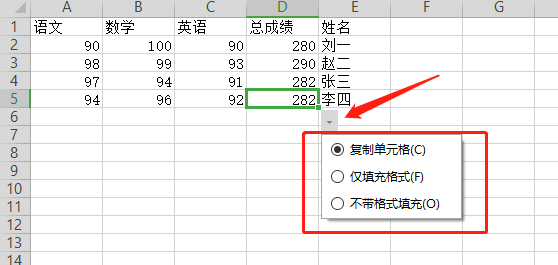 A B C D E F G
1 语文 数学 英语 总成绩 姓名
2 90 100 90 280 刘一
3 98 99 93 290 赵二
4 97 94 91 282 张三
5 94 96 92 282 李四
6
7 复制单元格(C)
8 仅填充格式(F)
9 不带格式填充(O)
10
11
12